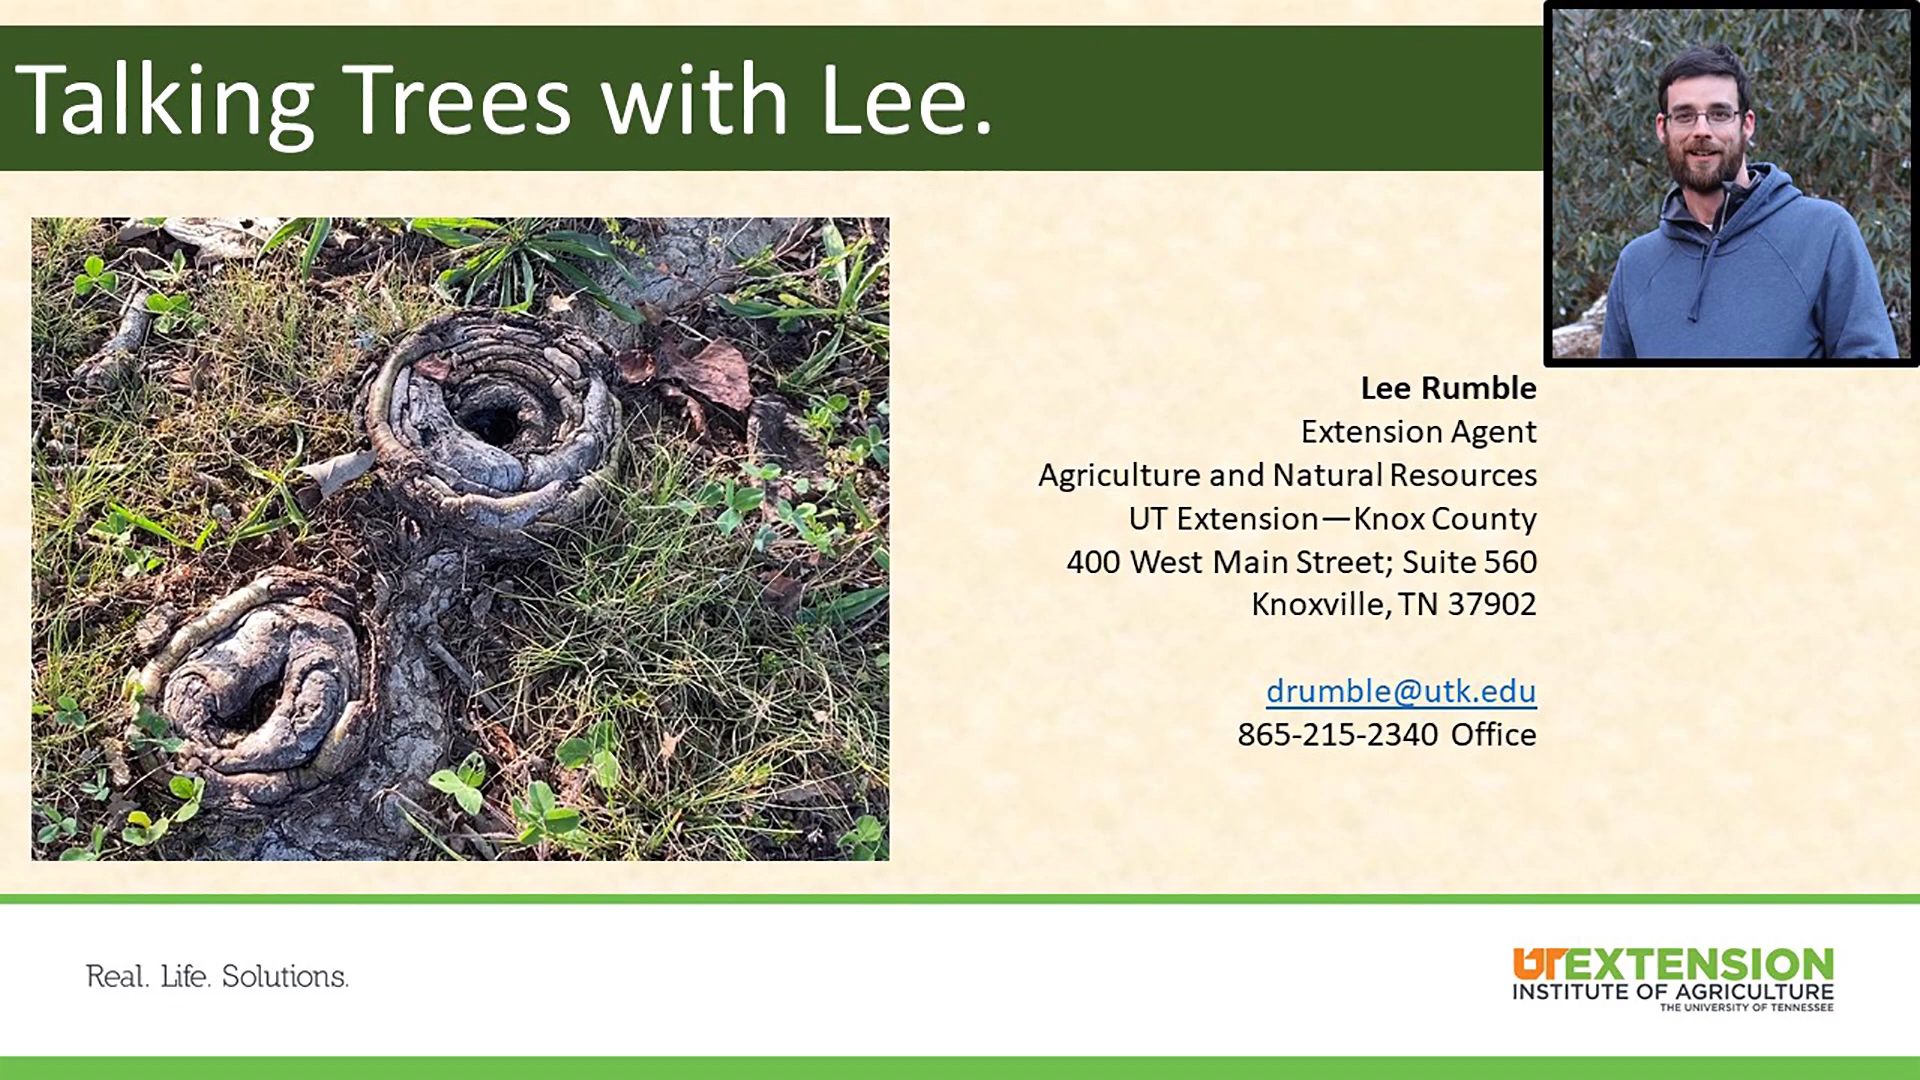 Talking Trees with Lee.
Lee Rumble
Extension Agent
Agriculture and Natural Resources
UT Extension—Knox County
400 West Main Street; Suite 560
Knoxville, TN 37902
drumble@utk.edu
865-215-2340 Office
Real. Life. Solutions.
UTEXTENSION
INSTITUTE OF AGRICULTURE
THE UNIVERSITY OF TENNESSEE